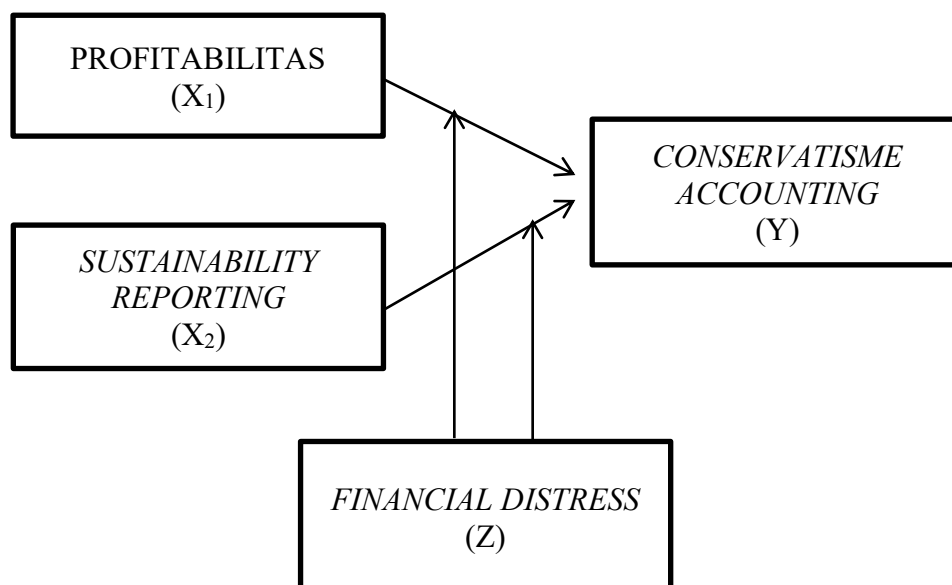 PROFITABILITAS
(X₁)
CONSERVATISME
ACCOUNTING
(Y)
SUSTAINABILITY
REPORTING
(X₂)
FINANCIAL DISTRESS
(Z)